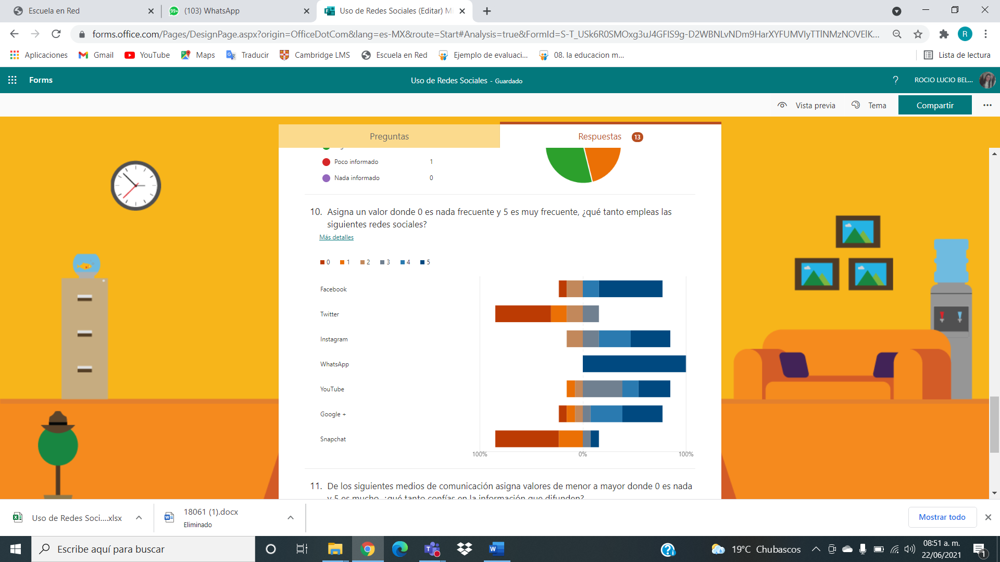 Escuela en Red
(103) WhatsApp
Uso de Redes Sociales (Editar) Mi
forms.office.com/Pages/DesignPage.aspx?origin=OfficeDotCom&lang=es-MX&route=Start#Analysis=true&FormId=S-T_USk6R0SMOxg3uJ4GFIS9g-D2WBNLvNDm9HarXYFUMVIyTTlNMzNOVElK...
R
Aplicaciones Gmail YouTube Maps Traducir Cambridge LMS Escuela en Red Ejemplo de evaluaci... 08. la educacion m... Lista de lectura
Forms
Uso de Redes Sociales - Guardado
? ROCIO LUCIO BEL...
Vista previa Tema Compartir ...
Preguntas
Respuestas 13
Poco informado 1
Nada informado 0
10. Asigna un valor donde 0 es nada frecuente y 5 es muy frecuente, ¿qué tanto empleas las
siguientes redes sociales?
Más detalles
0 1 2 3 4 5
Facebook
Twitter
Instagram
WhatsApp
YouTube
Google +
Snapchat
100% 0% 100%
11. De los siguientes medios de comunicación asigna valores de menor a mayor donde 0 es nada
y 5 es mucho, ¿qué tanto confías en la información que difunden?
Uso de Redes Soci....xlsx
18061 (1).docx
Eliminado
Mostrar todo
Escribe aquí para buscar
19°C Chubascos
08:51 a. m.
22/06/2021
1